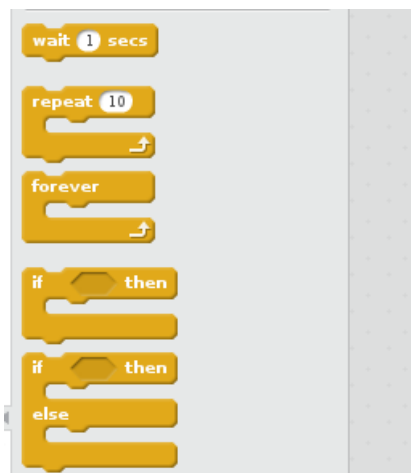 wait 1 secs
repeat 10
forever
if then
if then
else